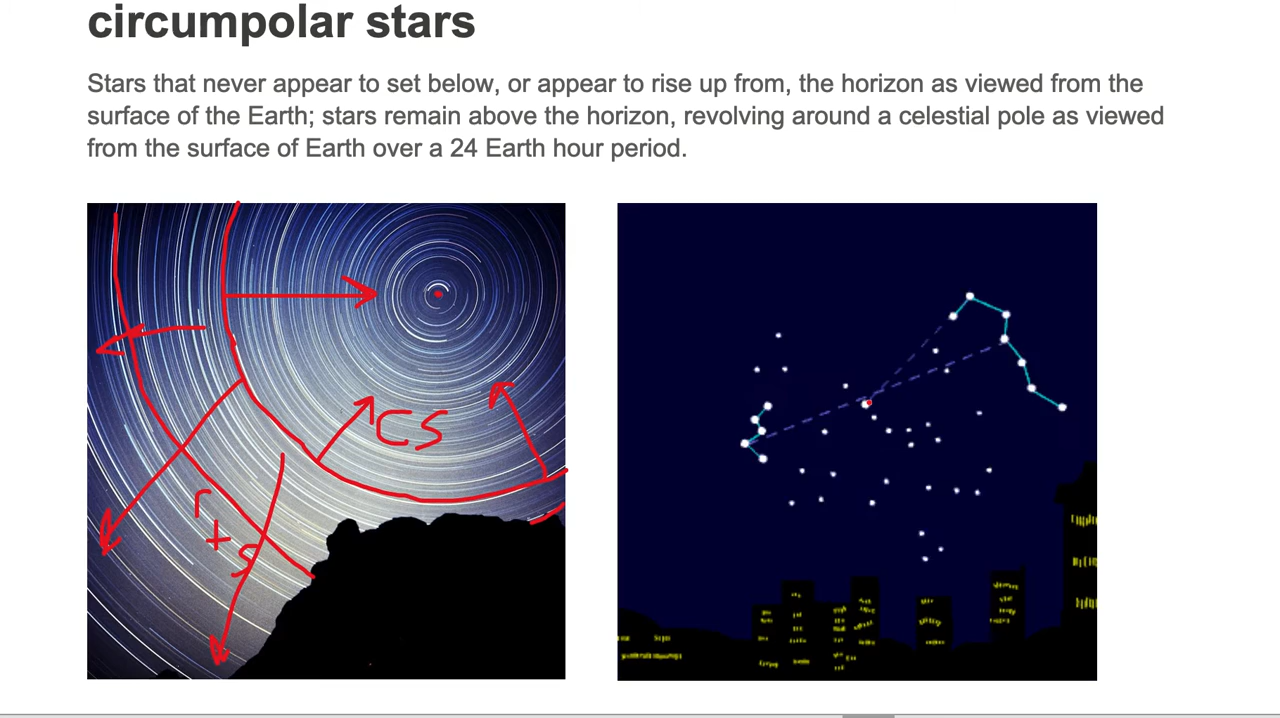 circumpolar stars
Stars that never appear to set below, or appear to rise up from, the horizon as viewed from the
surface of the Earth; stars remain above the horizon, revolving around a celestial pole as viewed
from the surface of Earth over a 24 Earth hour period.
CS
r+s